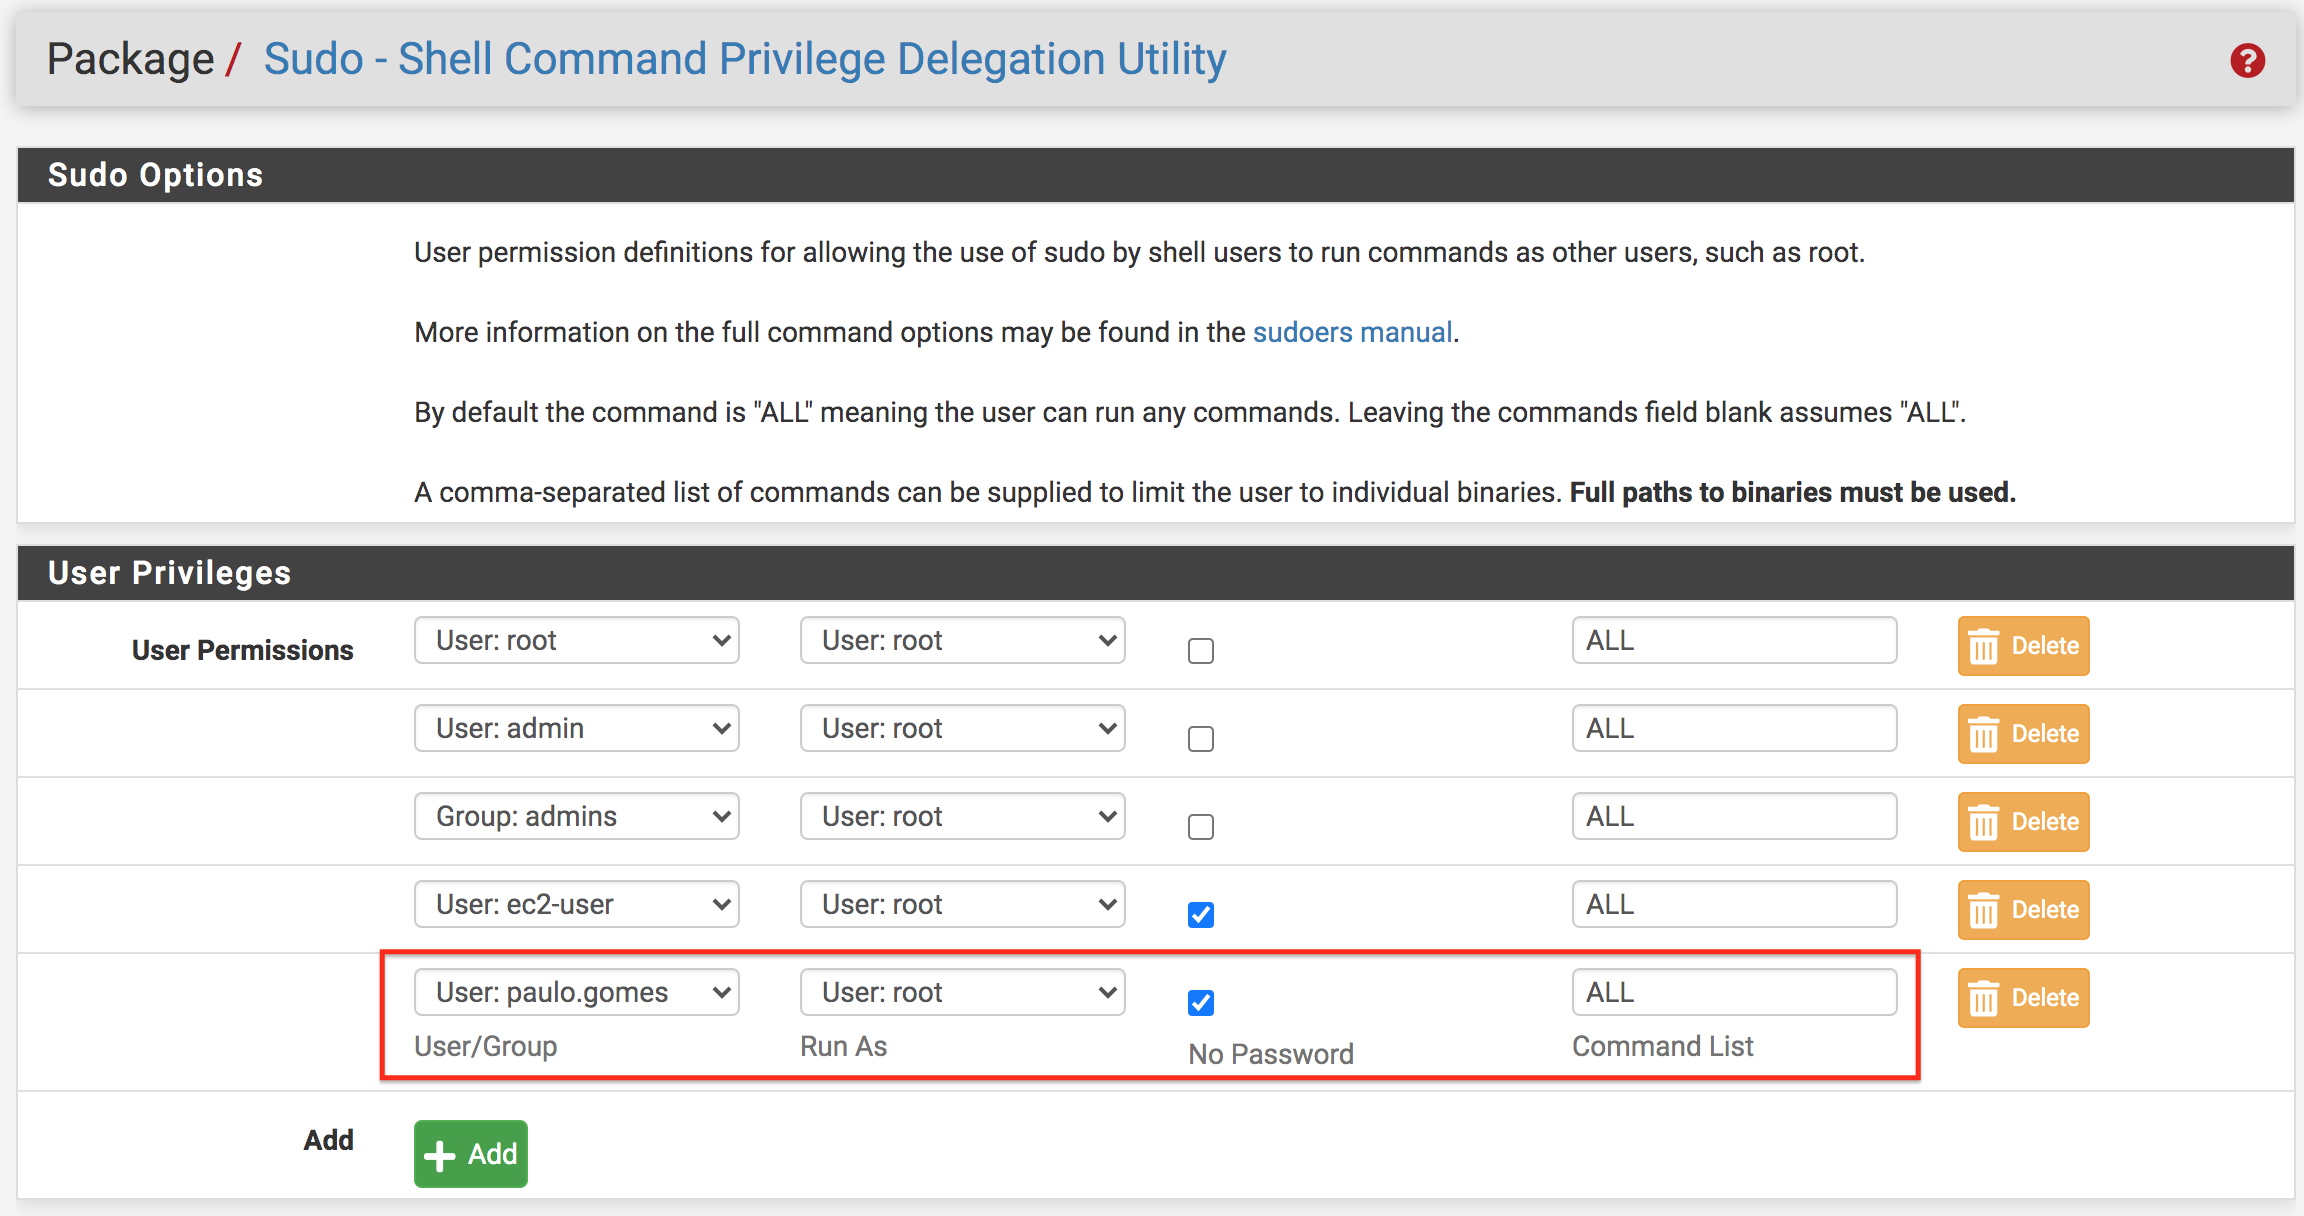 Package / Sudo - Shell Command Privilege Delegation Utility
Sudo Options
User permission definitions for allowing the use of sudo by shell users to run commands as other users, such as root.
More information on the full command options may be found in the sudoers manual.
By default the command is "ALL" meaning the user can run any commands. Leaving the commands field blank assumes "ALL".
A comma-separated list of commands can be supplied to limit the user to individual binaries. Full paths to binaries must be used.
User Privileges
User Permissions User: root User: root ALL Delete
User: admin User: root ALL Delete
Group: admins User: root ALL Delete
User: ec2-user User: root ALL Delete
User: paulo.gomes User: root ALL Delete
User/Group Run As No Password Command List
Add Add